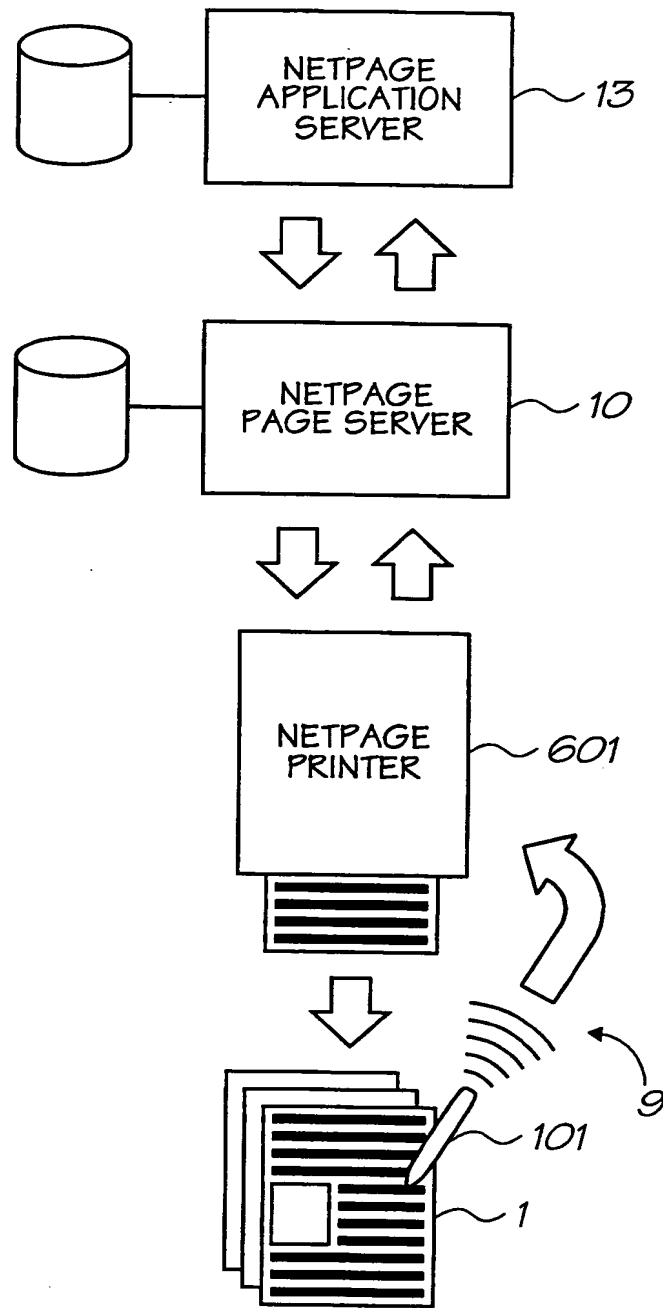 NETPAGE
APPLICATION
SERVER
13
NETPAGE
PAGE SERVER
10
NETPAGE
PRINTER
601
9
101
1